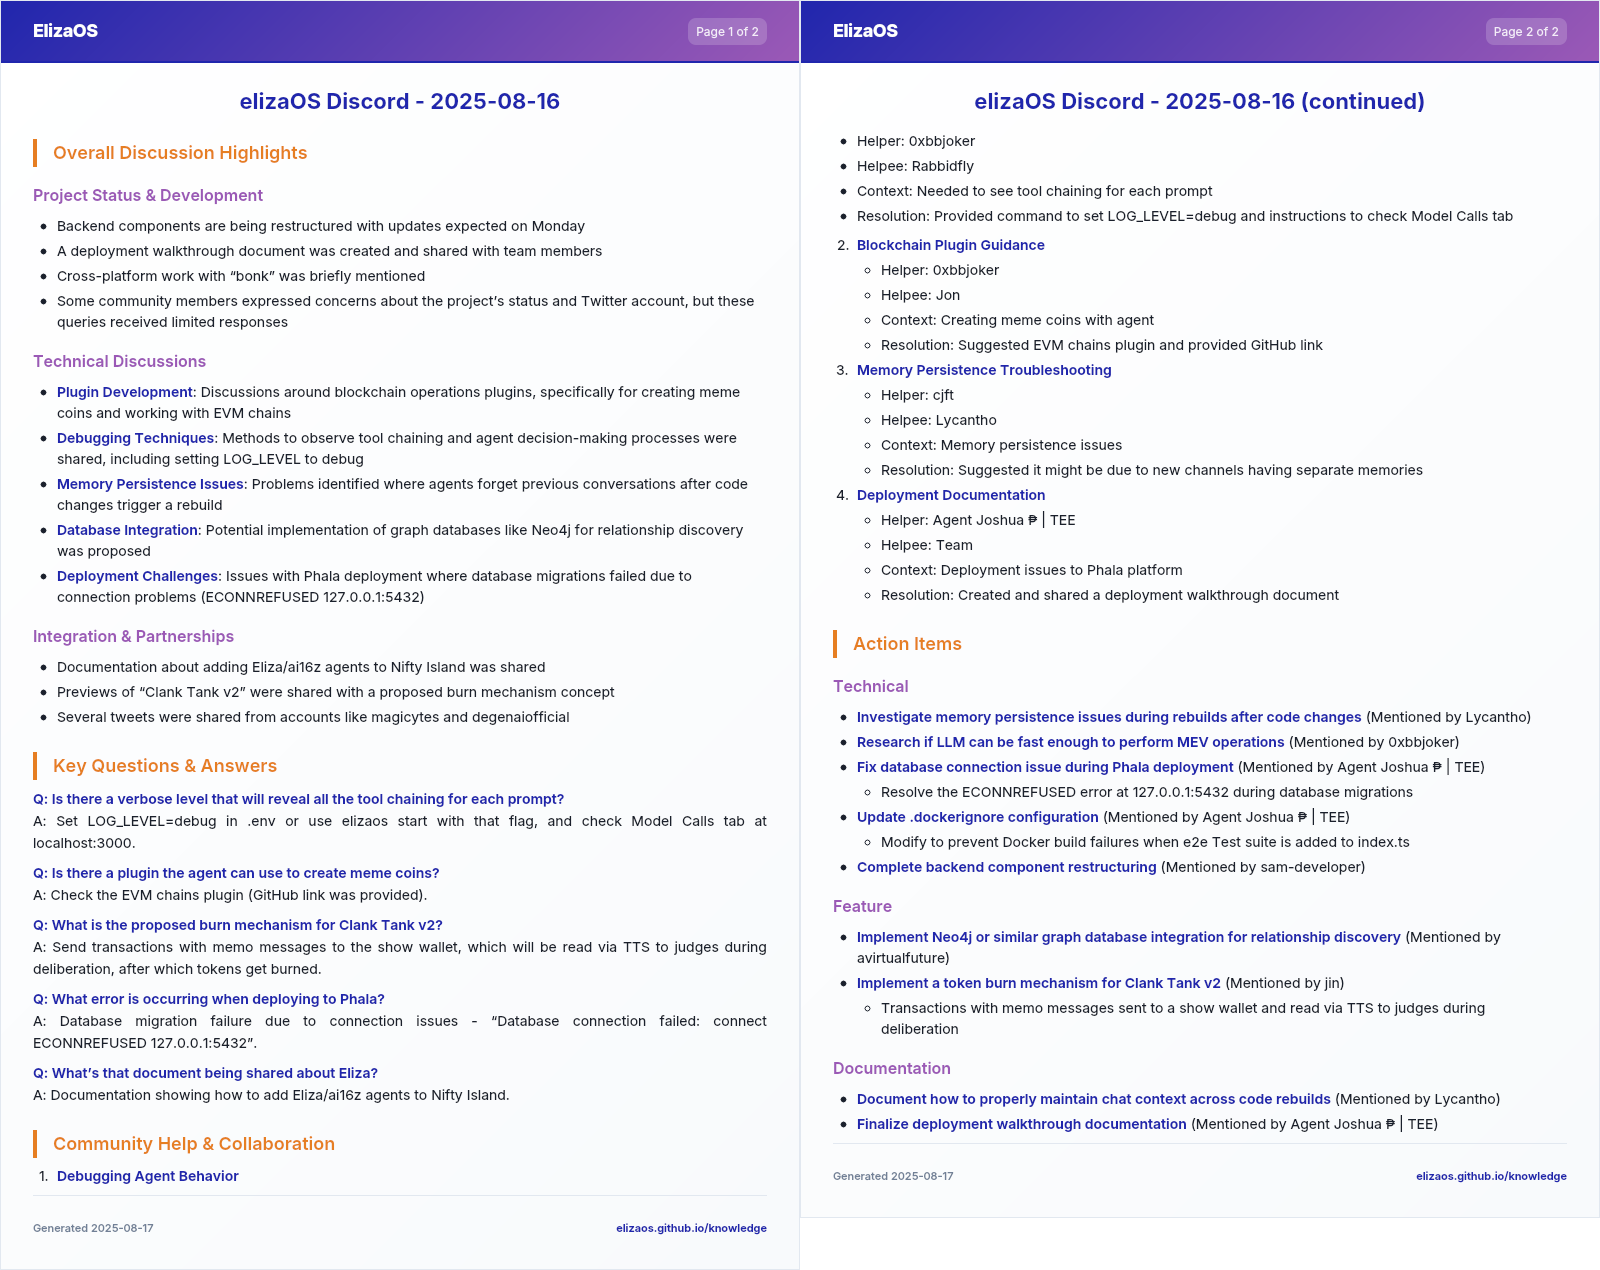 ElizaOS
Page 1 of 2
elizaOS Discord - 2025-08-16
Overall Discussion Highlights
Project Status & Development
• Backend components are being restructured with updates expected on Monday
• A deployment walkthrough document was created and shared with team members
• Cross-platform work with “bonk” was briefly mentioned
• Some community members expressed concerns about the project’s status and Twitter account, but these
queries received limited responses
Technical Discussions
• Plugin Development: Discussions around blockchain operations plugins, specifically for creating meme
coins and working with EVM chains
• Debugging Techniques: Methods to observe tool chaining and agent decision-making processes were
shared, including setting LOG_LEVEL to debug
• Memory Persistence Issues: Problems identified where agents forget previous conversations after code
changes trigger a rebuild
• Database Integration: Potential implementation of graph databases like Neo4j for relationship discovery
was proposed
• Deployment Challenges: Issues with Phala deployment where database migrations failed due to
connection problems (ECONNREFUSED 127.0.0.1:5432)
Integration & Partnerships
• Documentation about adding Eliza/ai16z agents to Nifty Island was shared
• Previews of “Clank Tank v2” were shared with a proposed burn mechanism concept
• Several tweets were shared from accounts like magicytes and degenaiofficial
Key Questions & Answers
Q: Is there a verbose level that will reveal all the tool chaining for each prompt?
A: Set LOG_LEVEL=debug in .env or use elizaos start with that flag, and check Model Calls tab at
localhost:3000.
Q: Is there a plugin the agent can use to create meme coins?
A: Check the EVM chains plugin (GitHub link was provided).
Q: What is the proposed burn mechanism for Clank Tank v2?
A: Send transactions with memo messages to the show wallet, which will be read via TTS to judges during
deliberation, after which tokens get burned.
Q: What error is occurring when deploying to Phala?
A: Database migration failure due to connection issues - “Database connection failed: connect
ECONNREFUSED 127.0.0.1:5432”.
Q: What’s that document being shared about Eliza?
A: Documentation showing how to add Eliza/ai16z agents to Nifty Island.
Community Help & Collaboration
1. Debugging Agent Behavior
Generated 2025-08-17
elizaos.github.io/knowledge
ElizaOS
Page 2 of 2
elizaOS Discord - 2025-08-16 (continued)
• Helper: 0xbbjoker
• Helpee: Rabbidfly
• Context: Needed to see tool chaining for each prompt
• Resolution: Provided command to set LOG_LEVEL=debug and instructions to check Model Calls tab
2. Blockchain Plugin Guidance
◦ Helper: 0xbbjoker
◦ Helpee: Jon
◦ Context: Creating meme coins with agent
◦ Resolution: Suggested EVM chains plugin and provided GitHub link
3. Memory Persistence Troubleshooting
◦ Helper: cjft
◦ Helpee: Lycantho
◦ Context: Memory persistence issues
◦ Resolution: Suggested it might be due to new channels having separate memories
4. Deployment Documentation
◦ Helper: Agent Joshua ₱ | TEE
◦ Helpee: Team
◦ Context: Deployment issues to Phala platform
◦ Resolution: Created and shared a deployment walkthrough document
Action Items
Technical
• Investigate memory persistence issues during rebuilds after code changes (Mentioned by Lycantho)
• Research if LLM can be fast enough to perform MEV operations (Mentioned by 0xbbjoker)
• Fix database connection issue during Phala deployment (Mentioned by Agent Joshua ₱ | TEE)
◦ Resolve the ECONNREFUSED error at 127.0.0.1:5432 during database migrations
• Update .dockerignore configuration (Mentioned by Agent Joshua ₱ | TEE)
◦ Modify to prevent Docker build failures when e2e Test suite is added to index.ts
• Complete backend component restructuring (Mentioned by sam-developer)
Feature
• Implement Neo4j or similar graph database integration for relationship discovery (Mentioned by
avirtualfuture)
• Implement a token burn mechanism for Clank Tank v2 (Mentioned by jin)
◦ Transactions with memo messages sent to a show wallet and read via TTS to judges during
deliberation
Documentation
• Document how to properly maintain chat context across code rebuilds (Mentioned by Lycantho)
• Finalize deployment walkthrough documentation (Mentioned by Agent Joshua ₱ | TEE)
Generated 2025-08-17
elizaos.github.io/knowledge